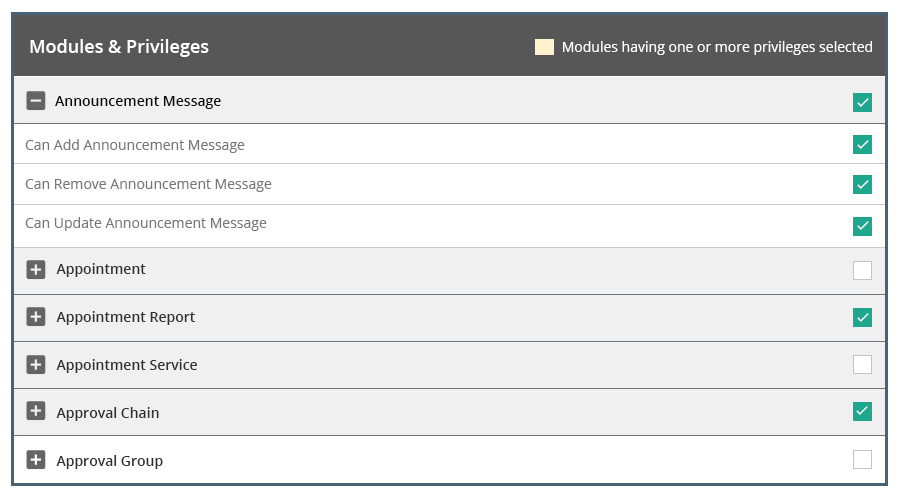 Modules & Privileges
Modules having one or more privileges selected
Announcement Message
Can Add Announcement Message
Can Remove Announcement Message
Can Update Announcement Message
Appointment
Appointment Report
Appointment Service
Approval Chain
Approval Group